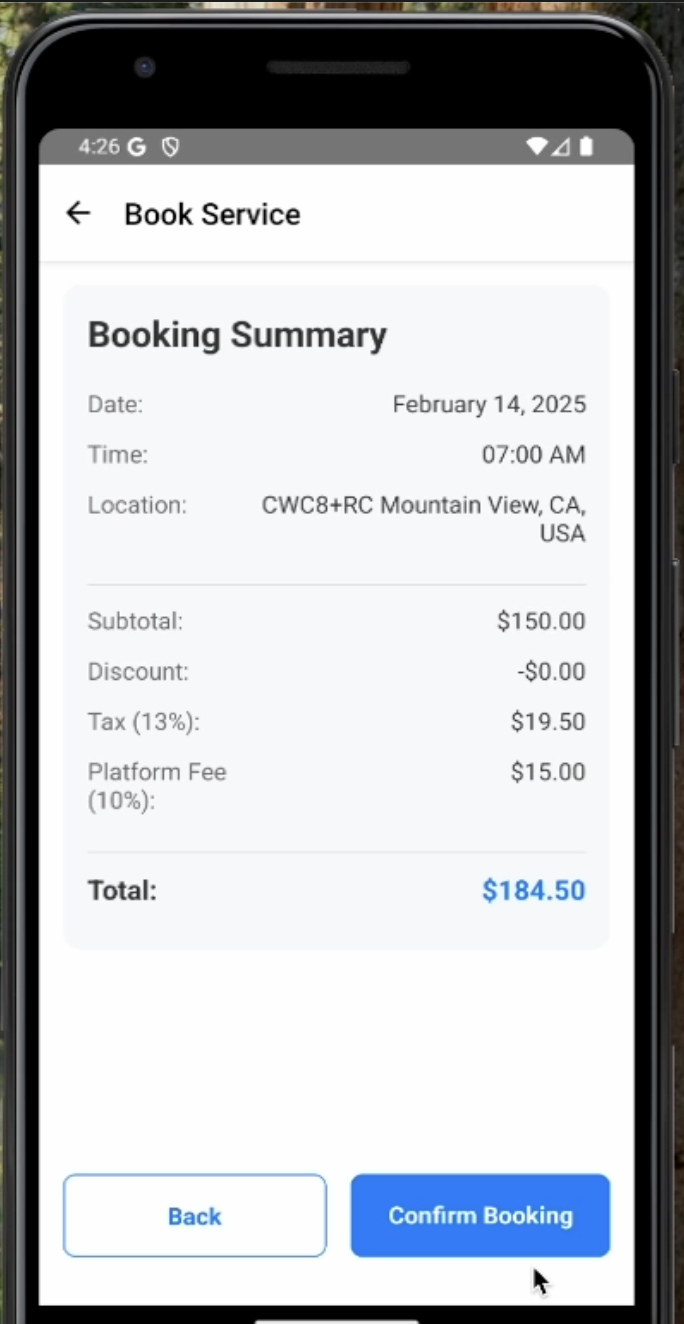 4:26 G
Book Service
Booking Summary
Date: February 14, 2025
Time: 07:00 AM
Location: CWC8+RC Mountain View, CA,
USA
Subtotal: $150.00
Discount: -$0.00
Tax (13%): $19.50
Platform Fee $15.00
(10%):
Total: $184.50
Back Confirm Booking